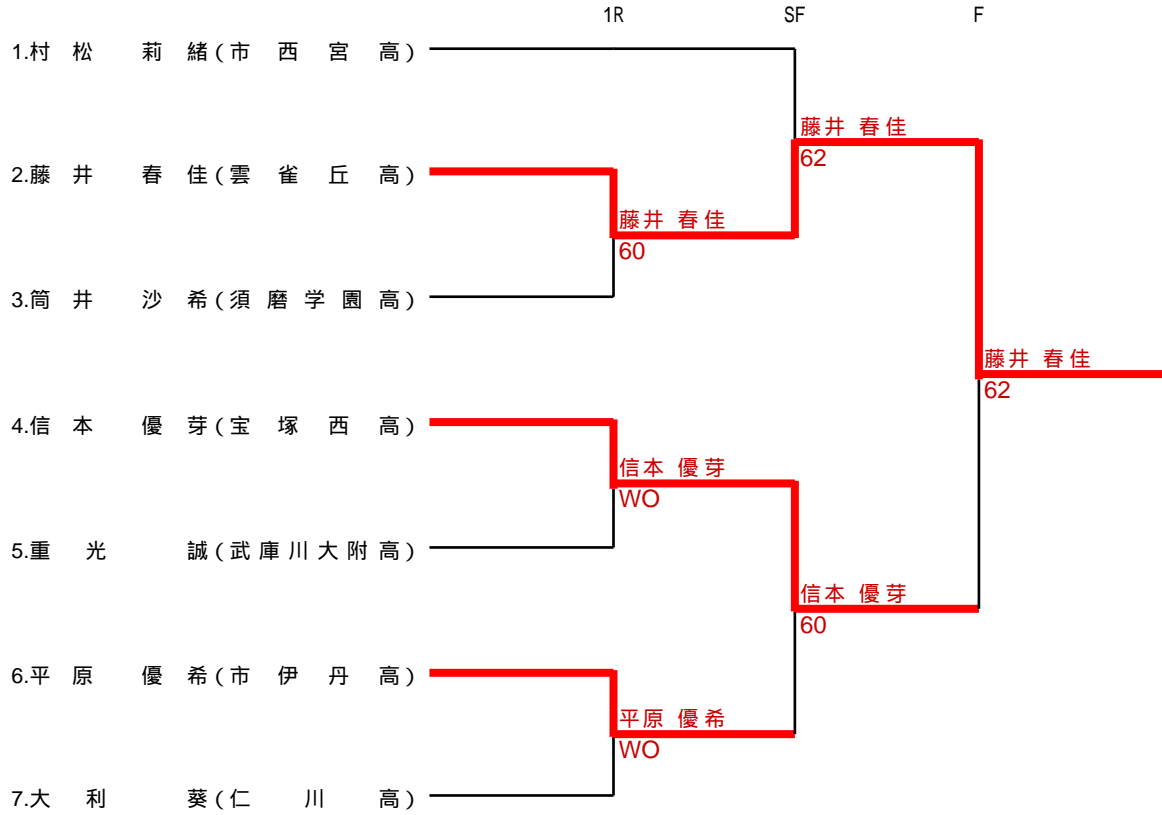 1R SF F
1.村松 莉緒(市西宮高)
藤井 春佳
62
2.藤井 春佳(雲雀丘高)
藤井 春佳
60
3.筒井 沙希(須磨学園高)
藤井 春佳
62
4.信本 優芽(宝塚西高)
信本 優芽
WO
5.重光 誠(武庫川大附高)
信本 優芽
60
6.平原 優希(市伊丹高)
平原 優希
WO
7.大利 葵(仁川高)